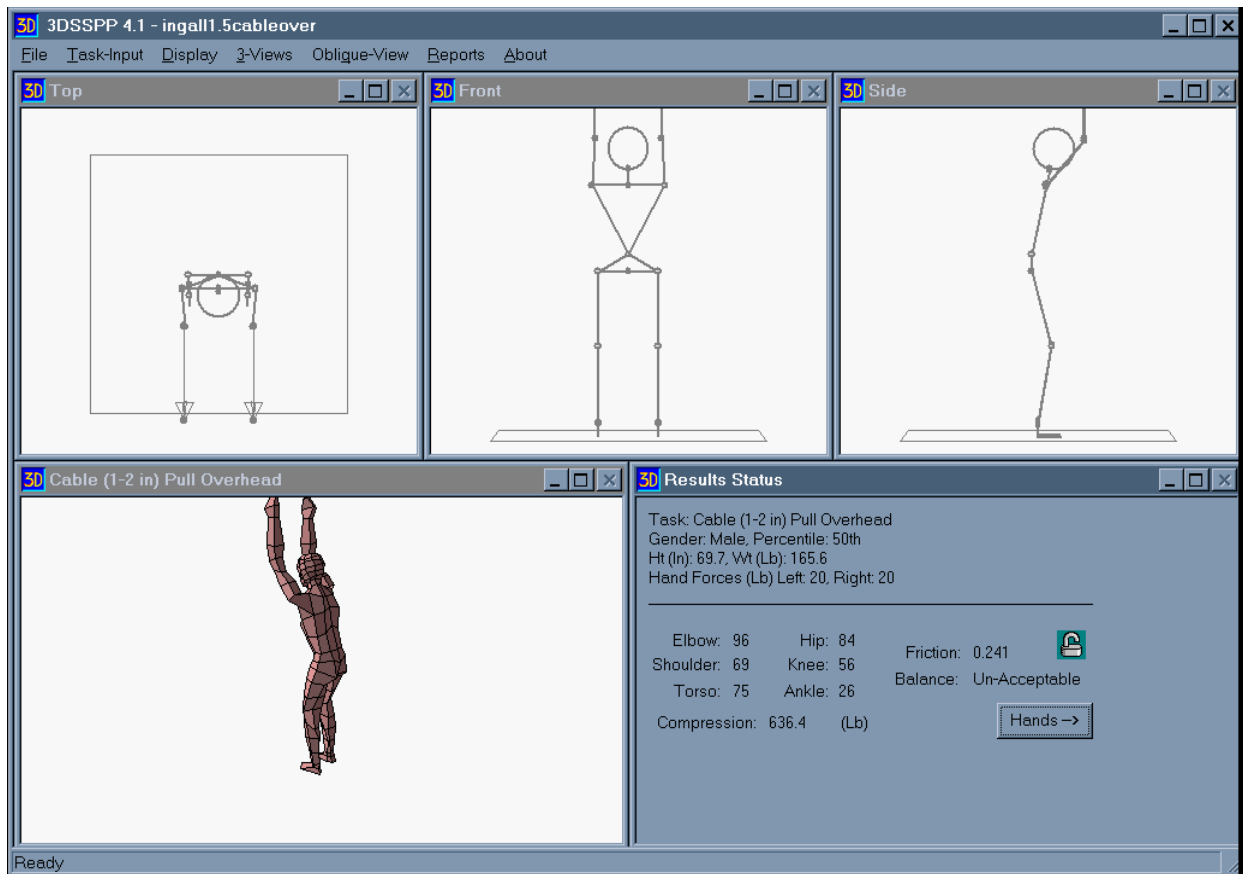 3D 3DSSPP 4.1 - ingall1.5cableover
File Task-Input Display 3-Views Oblique-View Reports About
3D Top
3D Front
3D Side
3D Cable (1-2 in) Pull Overhead
3D Results Status
Task: Cable (1-2 in) Pull Overhead
Gender: Male, Percentile: 50th
Ht (In): 69.7, Wt (Lb): 165.6
Hand Forces (Lb) Left: 20, Right: 20
Elbow: 96 Hip: 84
Friction: 0.241
Shoulder: 69 Knee: 56
Balance: Un-Acceptable
Torso: 75 Ankle: 26
Compression: 636.4 (Lb)
Hands -->
Ready